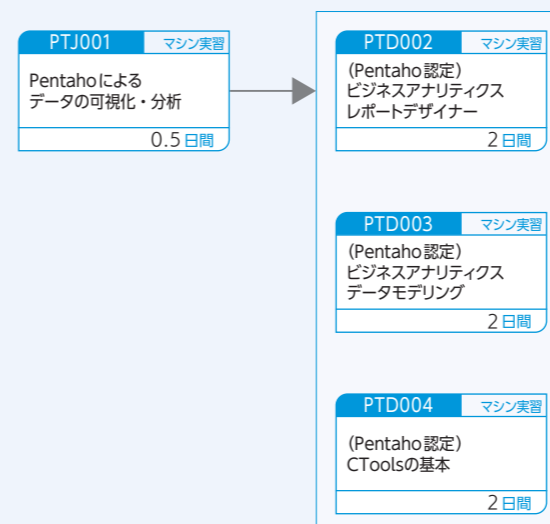 PTJ001 マシン実習
Pentahoによる
データの可視化・分析
0.5日間
PTD002 マシン実習
(Pentaho認定)
ビジネスアナリティクス
レポートデザイナー
2日間
PTD003 マシン実習
(Pentaho認定)
ビジネスアナリティクス
データモデリング
2日間
PTD004 マシン実習
(Pentaho認定)
CToolsの基本
2日間